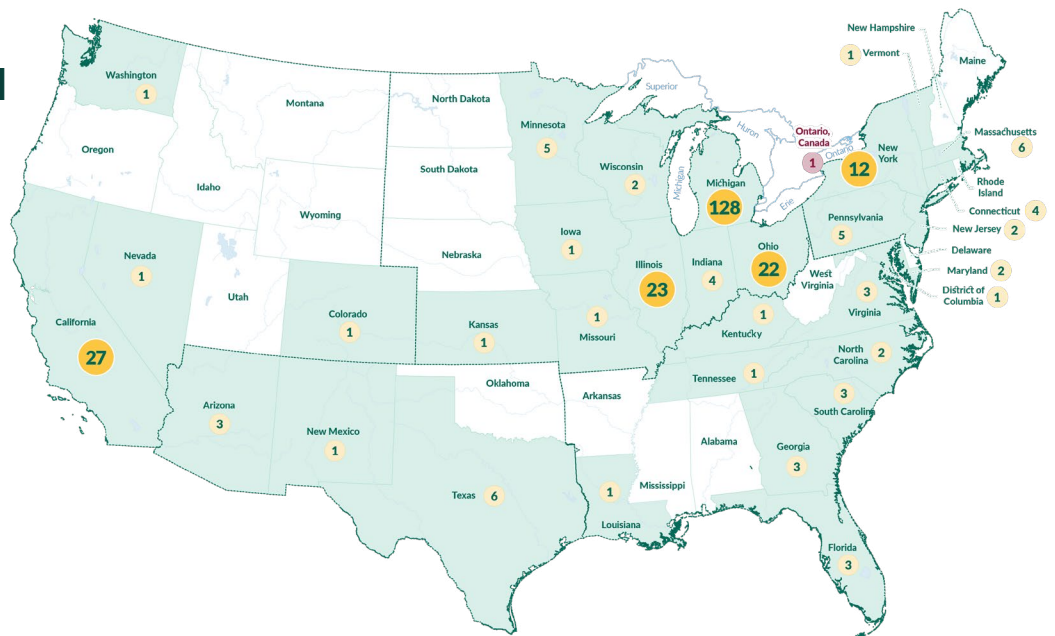 New Hampshire
1 Vermont
Maine
Washington
1
Montana
North Dakota
Minnesota
5
Superior
Huron
Ontario,
Canada
1
Ontario
New
York
12
Massachusetts
6
Oregon
Idaho
Wyoming
South Dakota
Wisconsin
2
Michigan
Michigan
128
Erie
Rhode
Island
Connecticut 4
New Jersey 2
Pennsylvania
5
Nevada
1
Utah
Nebraska
Iowa
1
Illinois
23
Indiana
4
Ohio
22
West
Virginia
Delaware
Maryland 2
District of
Columbia 1
3
Virginia
California
27
Colorado
1
Kansas
1
1
Missouri
1
Kentucky
North
Carolina 2
Tennessee 1
Arizona
3
New Mexico
1
Oklahoma
Arkansas
3
South Carolina
Alabama
Georgia
3
Mississippi
Texas 6
1
Louisiana
Florida
3